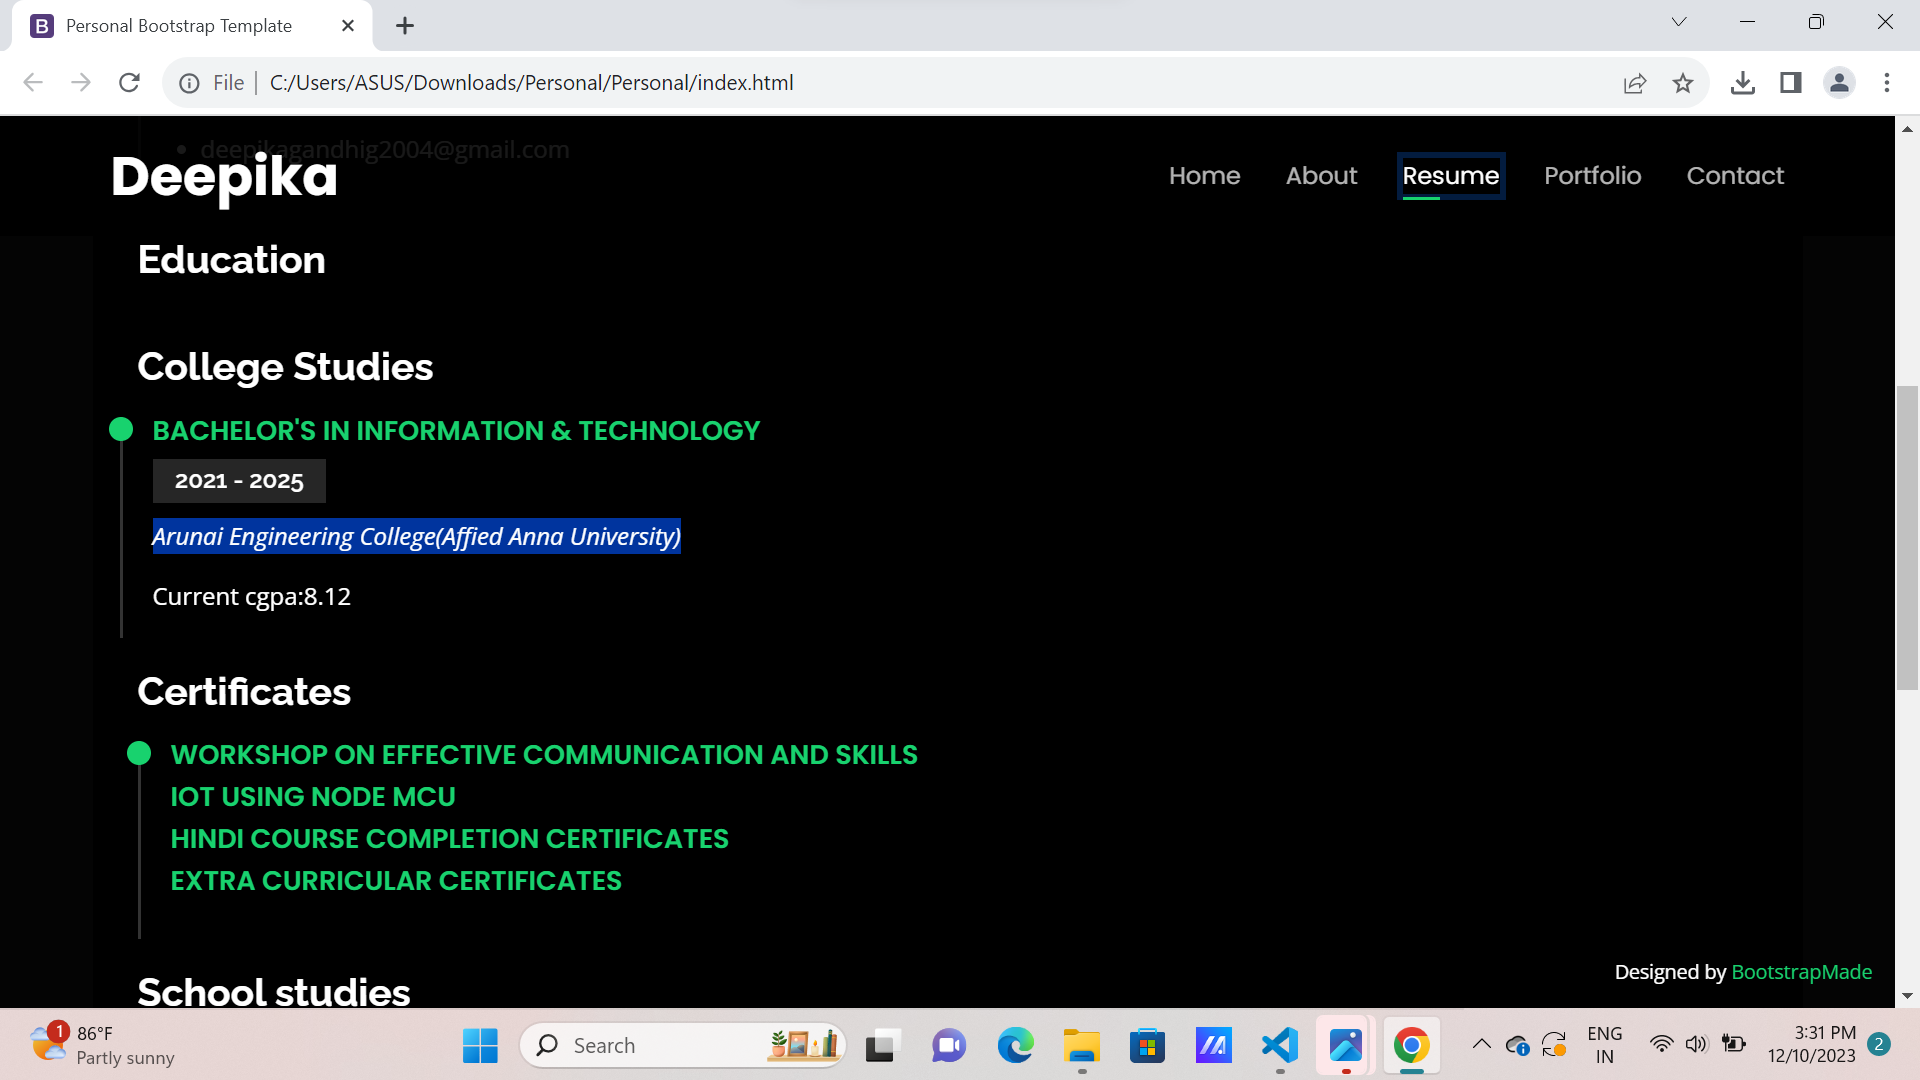 Personal Bootstrap Template
File
C:/Users/ASUS/Downloads/Personal/Personal/index.html
deepikagandhig2004@gmail.com
Deepika
Home
About
Resume
Portfolio
Contact
Education
College Studies
BACHELOR'S IN INFORMATION & TECHNOLOGY
2021 - 2025
Arunai Engineering College(Affied Anna University)
Current cgpa:8.12
Certificates
WORKSHOP ON EFFECTIVE COMMUNICATION AND SKILLS
IOT USING NODE MCU
HINDI COURSE COMPLETION CERTIFICATES
EXTRA CURRICULAR CERTIFICATES
School studies
Designed by BootstrapMade
1
86°F
Partly sunny
Search
ENG
IN
3:31 PM
12/10/2023
2